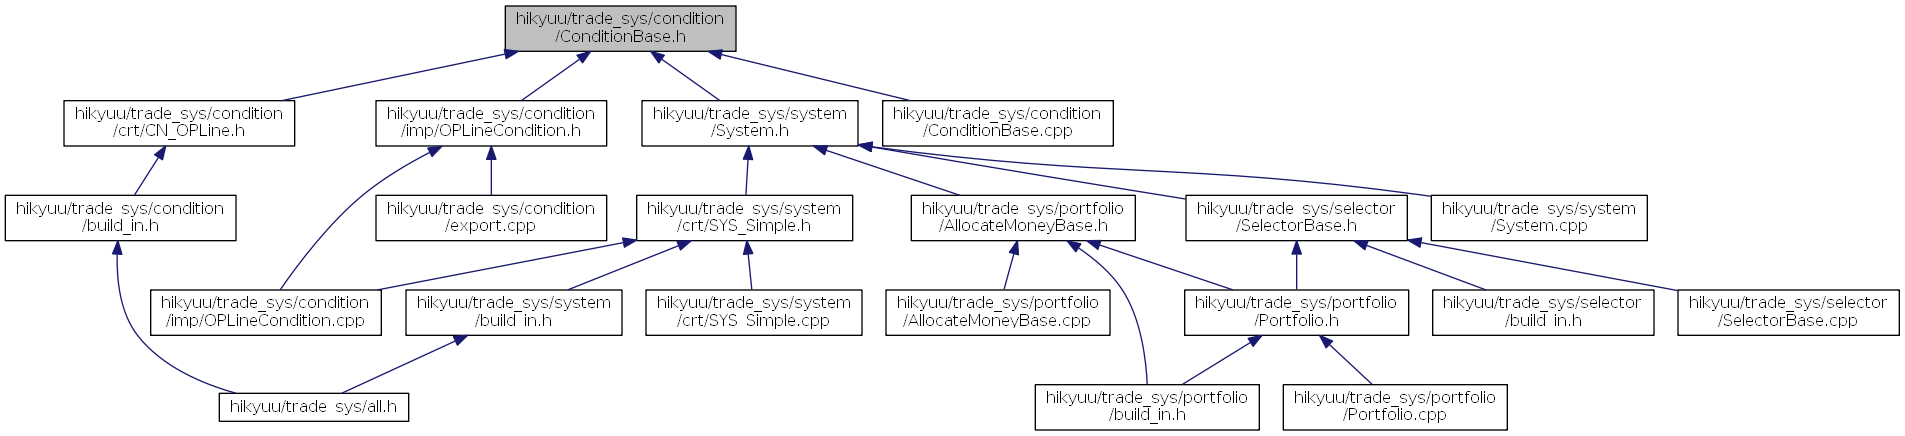 hikyuu/trade_sys/condition
/ConditionBase.h
hikyuu/trade_sys/condition
/crt/CN_OPLine.h
hikyuu/trade_sys/condition
/imp/OPLineCondition.h
hikyuu/trade_sys/system
/System.h
hikyuu/trade_sys/condition
/ConditionBase.cpp
hikyuu/trade_sys/condition
/build_in.h
hikyuu/trade_sys/condition
/export.cpp
hikyuu/trade_sys/system
/crt/SYS_Simple.h
hikyuu/trade_sys/portfolio
/AllocateMoneyBase.h
hikyuu/trade_sys/selector
/SelectorBase.h
hikyuu/trade_sys/system
/System.cpp
hikyuu/trade_sys/condition
/imp/OPLineCondition.cpp
hikyuu/trade_sys/system
/build_in.h
hikyuu/trade_sys/system
/crt/SYS_Simple.cpp
hikyuu/trade_sys/portfolio
/AllocateMoneyBase.cpp
hikyuu/trade_sys/portfolio
/Portfolio.h
hikyuu/trade_sys/selector
/build_in.h
hikyuu/trade_sys/selector
/SelectorBase.cpp
hikyuu/trade_sys/all.h
hikyuu/trade_sys/portfolio
/build_in.h
hikyuu/trade_sys/portfolio
/Portfolio.cpp